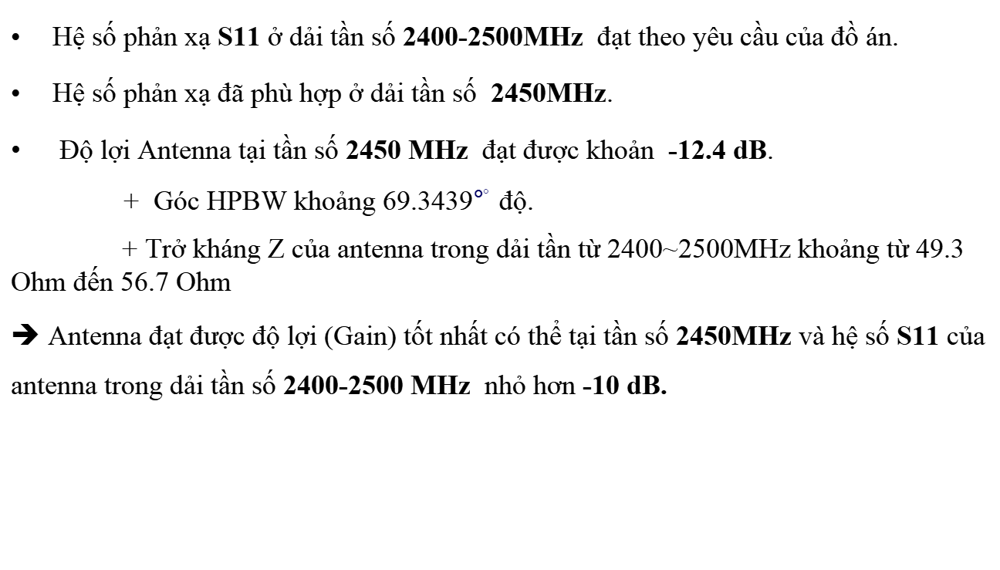 • Hệ số phản xạ S11 ở dải tần số 2400-2500MHz đạt theo yêu cầu của đồ án.
• Hệ số phản xạ đã phù hợp ở dải tần số 2450MHz.
• Độ lợi Antenna tại tần số 2450 MHz đạt được khoản -12.4 dB.
+ Góc HPBW khoảng 69.3439°° độ.
+ Trở kháng Z của antenna trong dải tần từ 2400~2500MHz khoảng từ 49.3
Ohm đến 56.7 Ohm
➔ Antenna đạt được độ lợi (Gain) tốt nhất có thể tại tần số 2450MHz và hệ số S11 của
antenna trong dải tần số 2400-2500 MHz nhỏ hơn -10 dB.